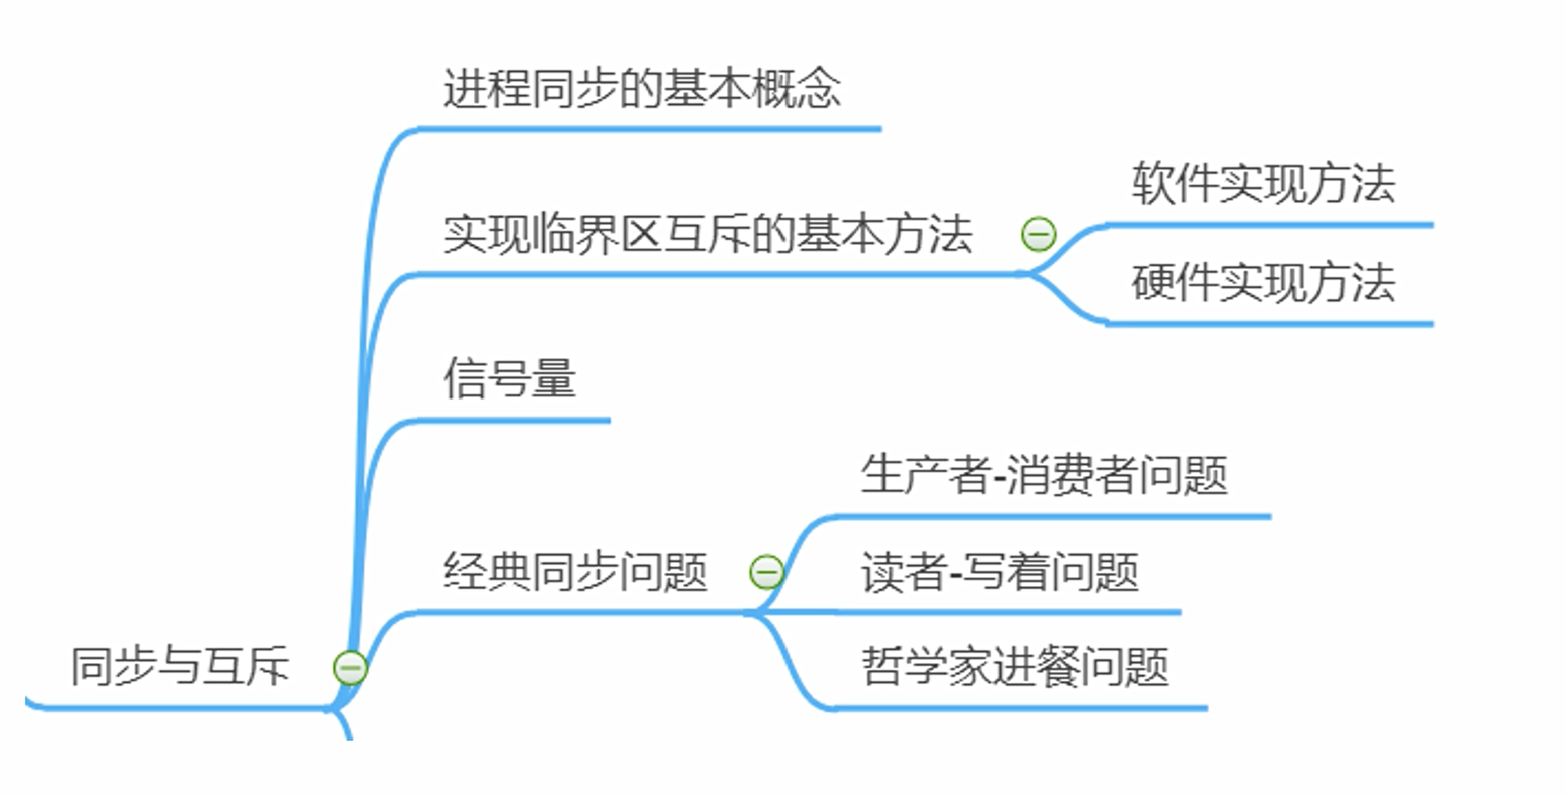 进程同步的基本概念
实现临界区互斥的基本方法
软件实现方法
硬件实现方法
信号量
经典同步问题
生产者-消费者问题
读者-写着问题
哲学家进餐问题
同步与互斥